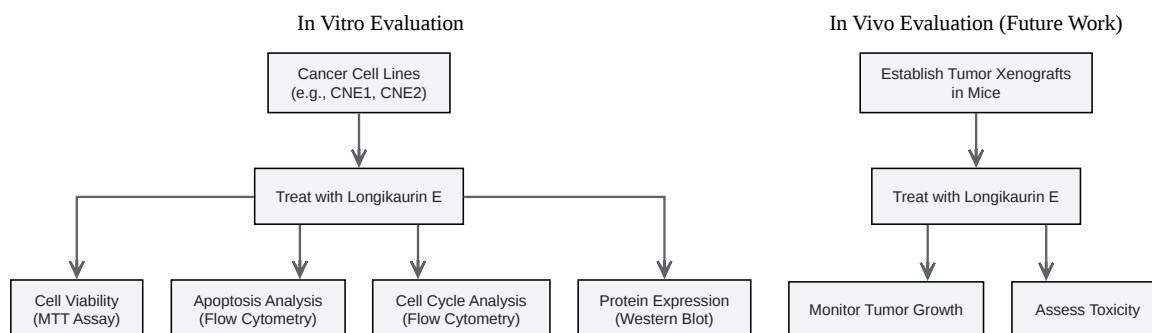 In Vitro Evaluation
Cancer Cell Lines
(e.g., CNE1, CNE2)
Treat with Longikaurin E
Cell Viability
(MTT Assay)
Apoptosis Analysis
(Flow Cytometry)
Cell Cycle Analysis
(Flow Cytometry)
Protein Expression
(Western Blot)
In Vivo Evaluation (Future Work)
Establish Tumor Xenografts
in Mice
Treat with Longikaurin E
Monitor Tumor Growth
Assess Toxicity